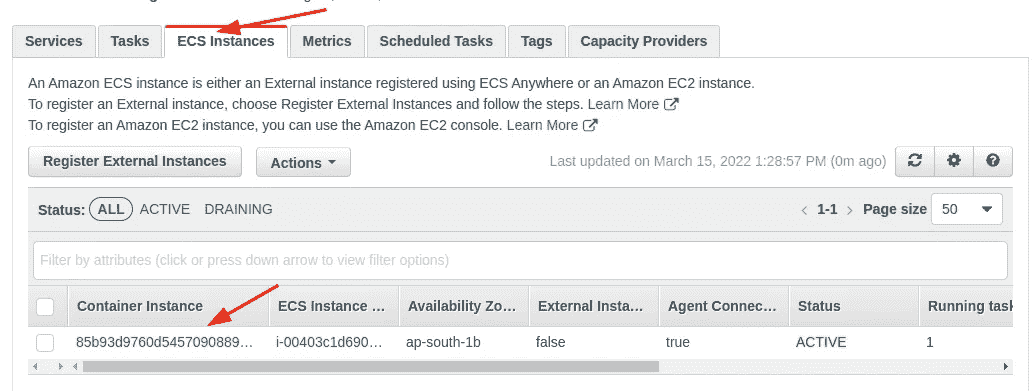 Services Tasks ECS Instances Metrics Scheduled Tasks Tags Capacity Providers
An Amazon ECS instance is either an External instance registered using ECS Anywhere or an Amazon EC2 instance.
To register an External instance, choose Register External Instances and follow the steps. Learn More
To register an Amazon EC2 instance, you can use the Amazon EC2 console. Learn More
Register External Instances Actions Last updated on March 15, 2022 1:28:57 PM (0m ago)
Status: ALL ACTIVE DRAINING < 1-1 > Page size 50
Filter by attributes (click or press down arrow to view filter options)
Container Instance ECS Instance ... Availability Zo... External Insta... Agent Connec... Status Running task
85b93d9760d5457090889... i-00403c1d690... ap-south-1b false true ACTIVE 1